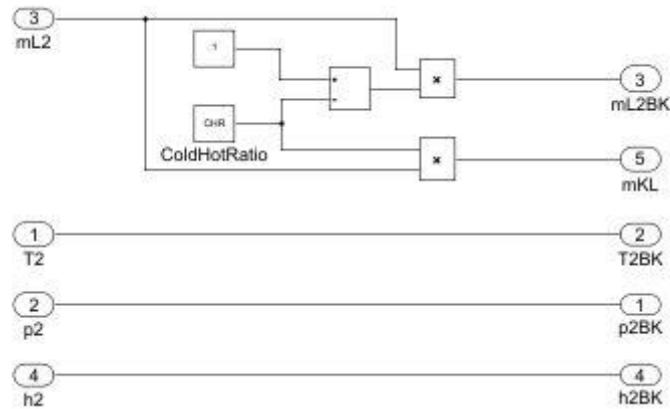 3
mL2
1
+
-
×
3
mL2BK
CHR
ColdHotRatio
×
5
mKL
1
T2
2
T2BK
2
p2
1
p2BK
4
h2
4
h2BK